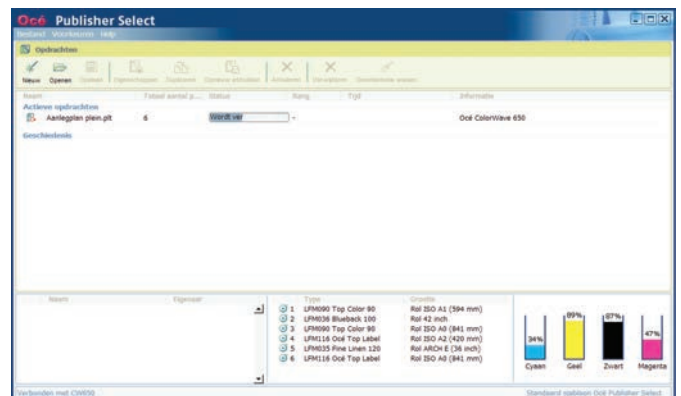 Océ Publisher Select
Bestand Voorkeuren Help
Opdrachten
Nieuw Openen Opslaan Eigenschappen Dupliceren Annuleren Verwijderen
Naam Totaal aantal p... Status Rang Tijd Informatie
Actieve opdrachten
Aanlegplan plein.plt 6 Wordt ver - Océ ColorWave 650
Geschiedenis
Naam Eigenaar
Type Grootte
1 LFM090 Top Color 90 Rol ISO A1 (594 mm)
2 LFM036 Blueback 100 Rol 42 inch
3 LFM090 Top Color 90 Rol ISO A0 (841 mm)
4 LFM116 Océ Top Label Rol ISO A2 (420 mm)
5 LFM035 Fine Linen 120 Rol ARCH E (36 inch)
6 LFM116 Océ Top Label Rol ISO A0 (841 mm)
34% 89% 97% 47%
Cyaan Geel Zwart Magenta
Verbonden met CW650 Standaard sjabloon Océ Publisher Select